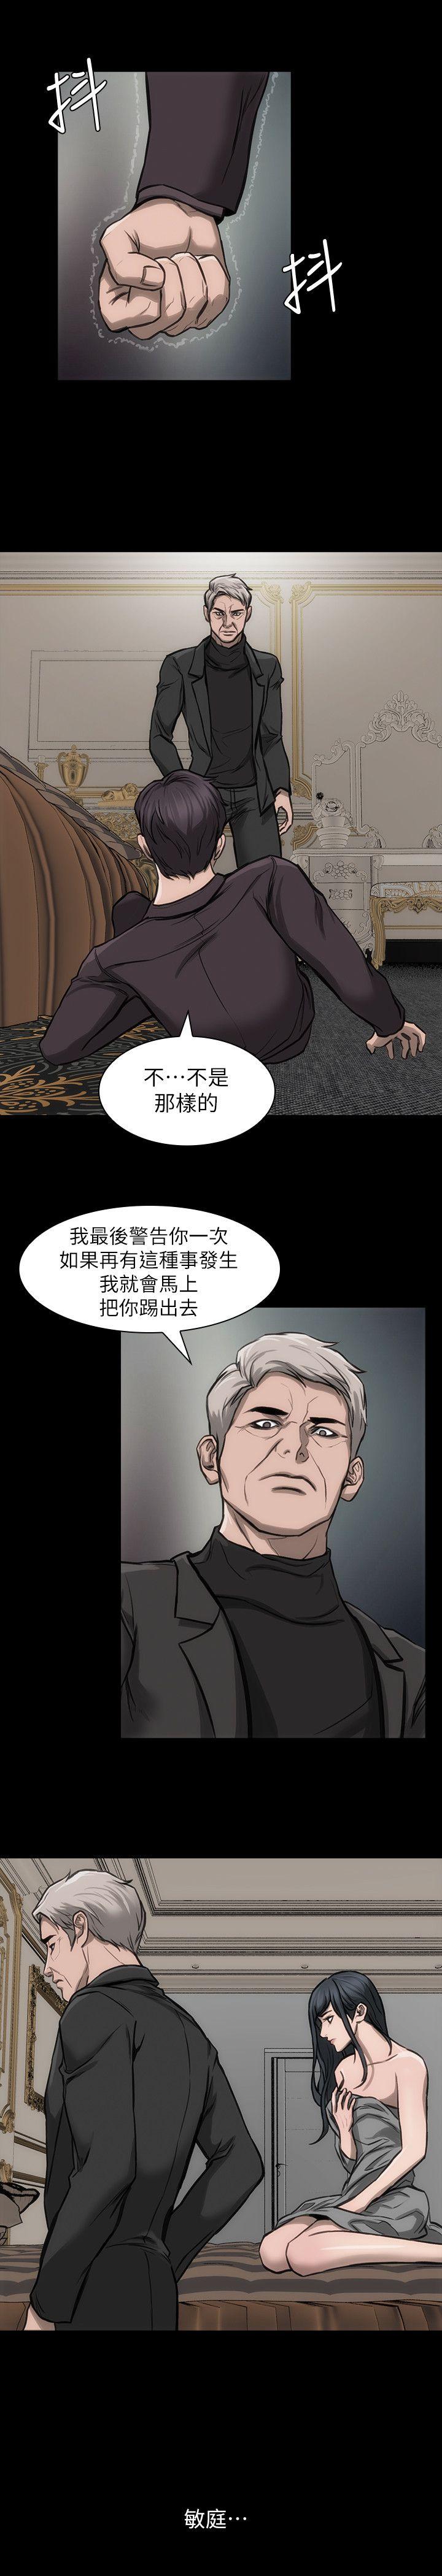 抖
抖
不…不是
那樣的
我最後警告你一次
如果再有這種事發生
我就會馬上
把你踢出去
敏庭…